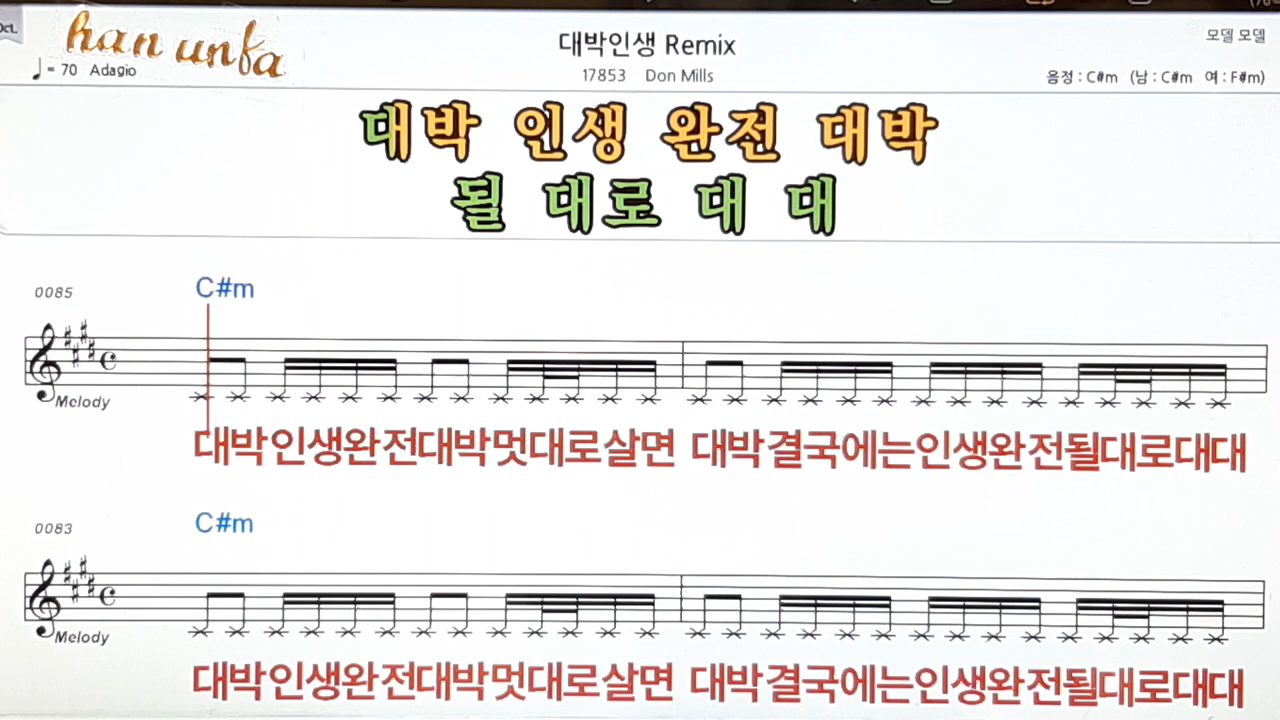 Oct.
han unfa
♩= 70 Adagio
대박인생 Remix
17853 Don Mills
모델 모델
음정 : C#m (남 : C#m 여 : F#m)
대박 인생 완전 대박
될 대로 대 대
0085
C#m
Melody
대박인생완전대박멋대로살면 대박결국에는인생완전될대로대대
0083
C#m
Melody
대박인생완전대박멋대로살면 대박결국에는인생완전될대로대대